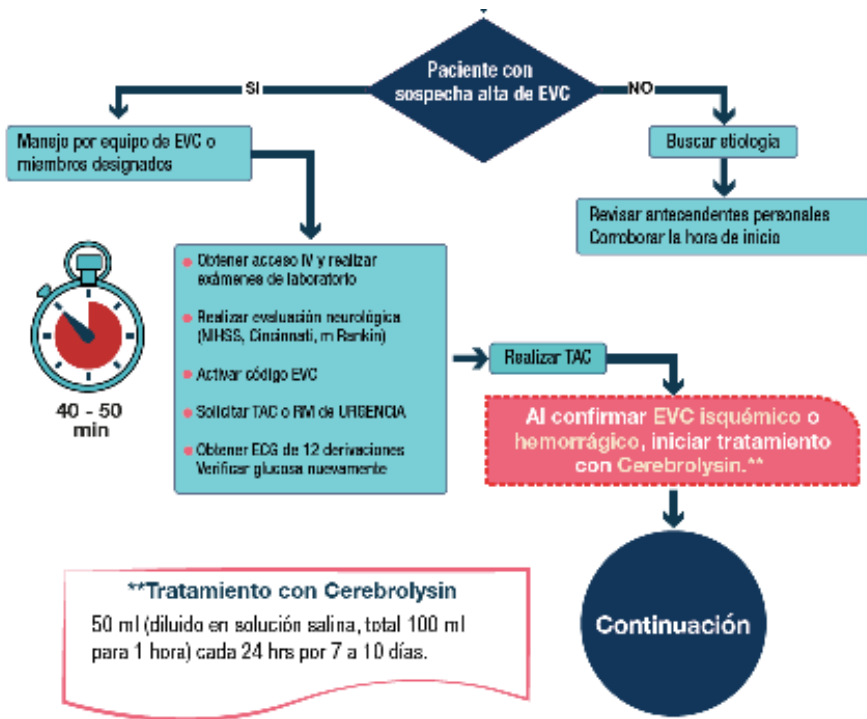 Paciente con
sospecha alta de EVC
SI
NO
Manejo por equipo de EVC o
miembros designados
Buscar etiología
Revisar antecedentes personales
Corroborar la hora de inicio
Obtener acceso IV y realizar
exámenes de laboratorio
Realizar evaluación neurológica
(NIHSS, Cincinnati, m Rankin)
Activar código EVC
Solicitar TAC o RM de URGENCIA
Obtener ECG de 12 derivaciones
Verificar glucosa nuevamente
40 - 50
min
Realizar TAC
Al confirmar EVC isquémico o
hemorrágico, iniciar tratamiento
con Cerebrolysin.**
**Tratamiento con Cerebrolysin
50 ml (diluido en solución salina, total 100 ml
para 1 hora) cada 24 hrs por 7 a 10 días.
Continuación